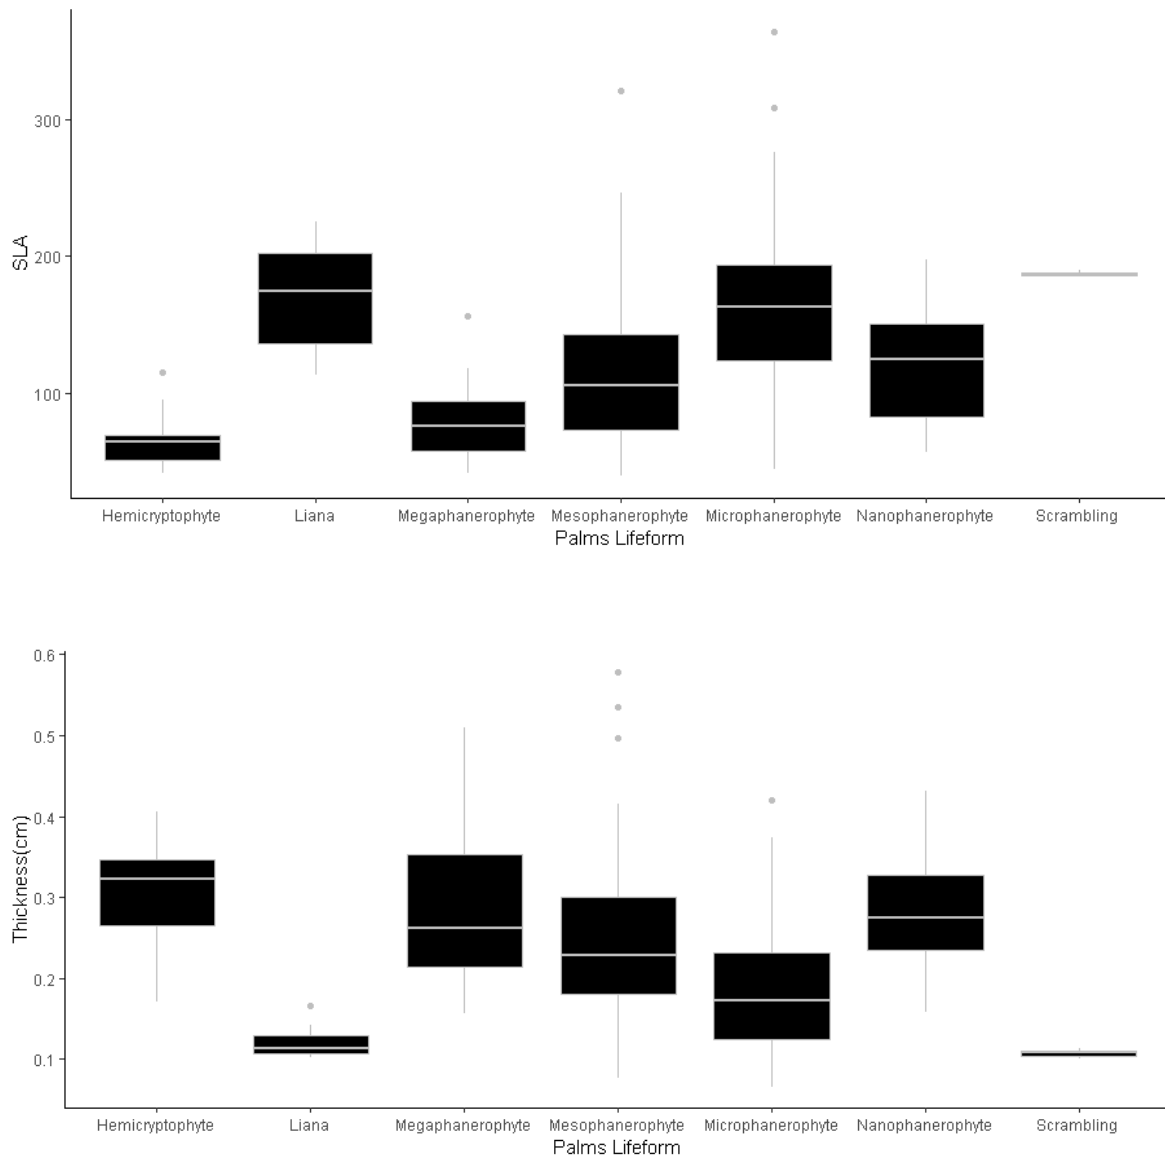 300
SLA
200
100
Hemicryptophyte Liana Megaphanerophyte Mesophanerophyte Microphanerophyte Nanophanerophyte Scrambling
Palms Lifeform
0.6
0.5
0.4
Thickness(cm)
0.3
0.2
0.1
Hemicryptophyte Liana Megaphanerophyte Mesophanerophyte Microphanerophyte Nanophanerophyte Scrambling
Palms Lifeform